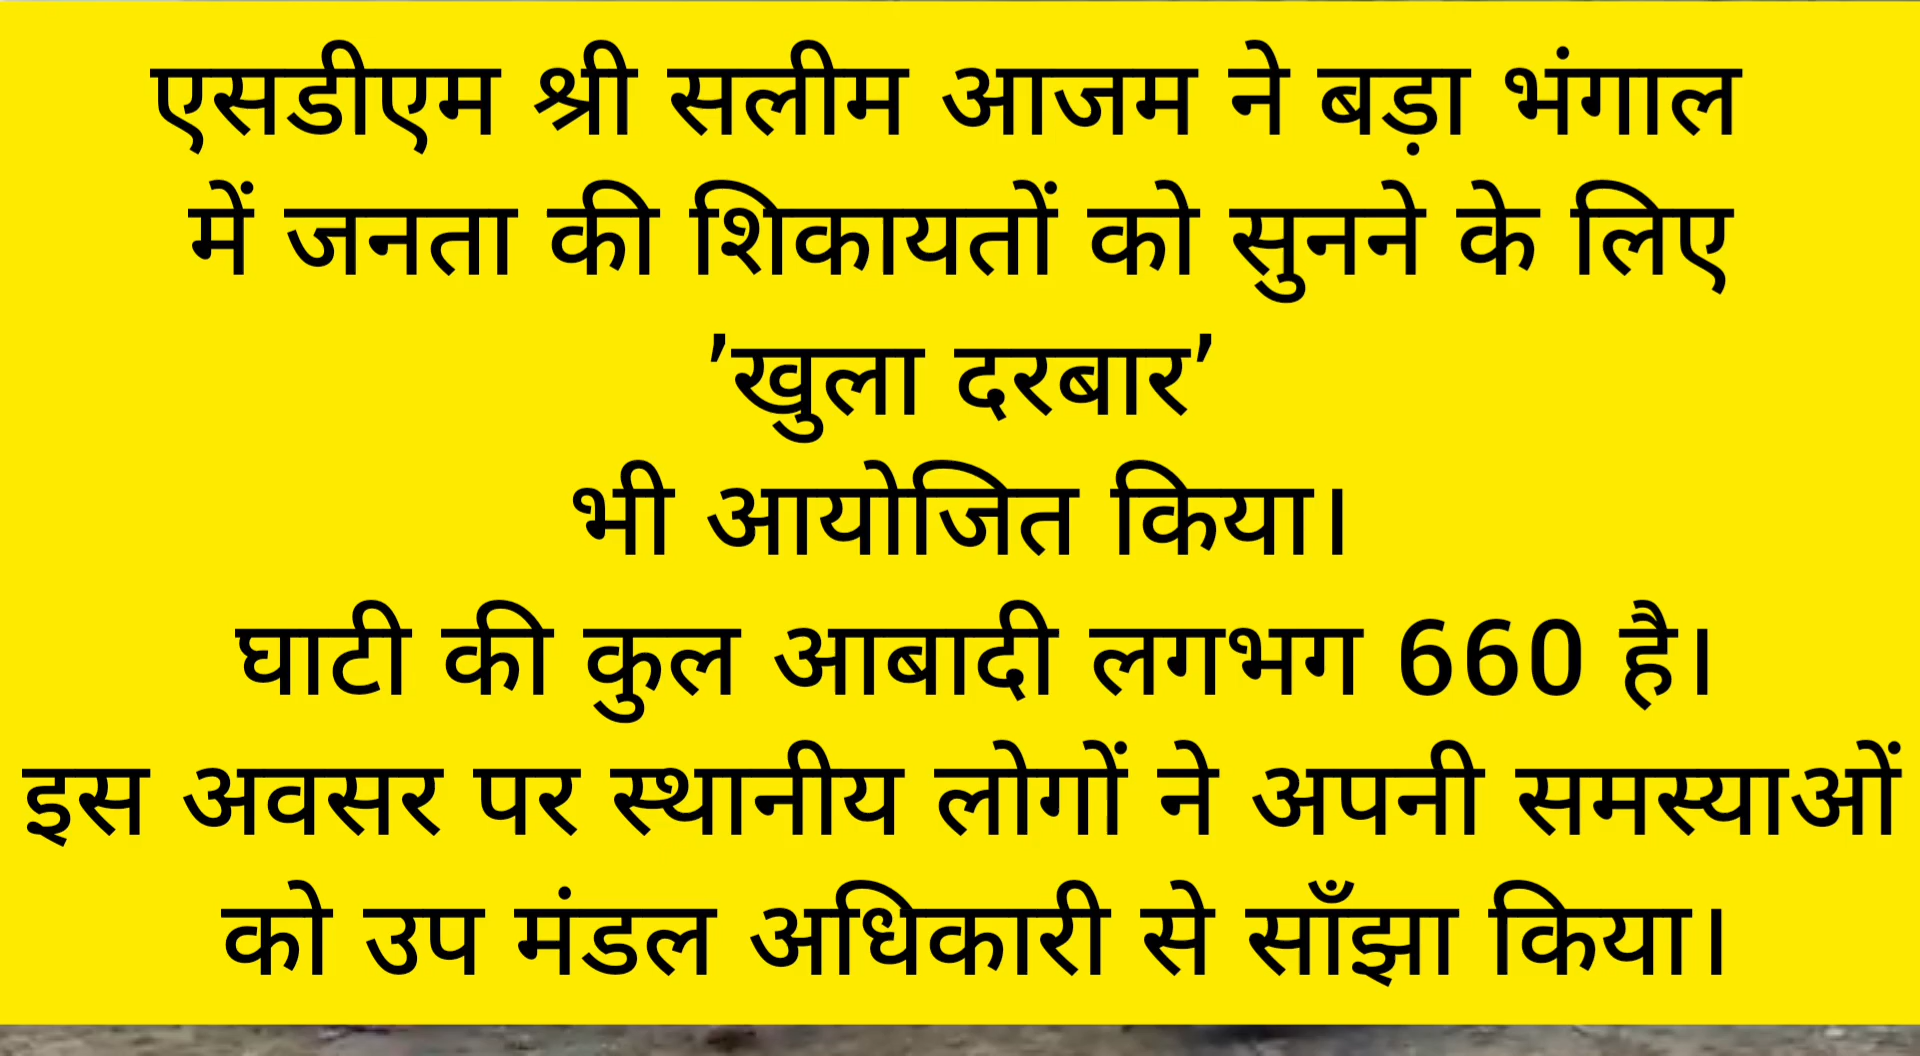 एसडीएम श्री सलीम आजम ने बड़ा भंगाल
में जनता की शिकायतों को सुनने के लिए
'खुला दरबार'
भी आयोजित किया।
घाटी की कुल आबादी लगभग 660 है।
इस अवसर पर स्थानीय लोगों ने अपनी समस्याओं
को उप मंडल अधिकारी से साँझा किया।